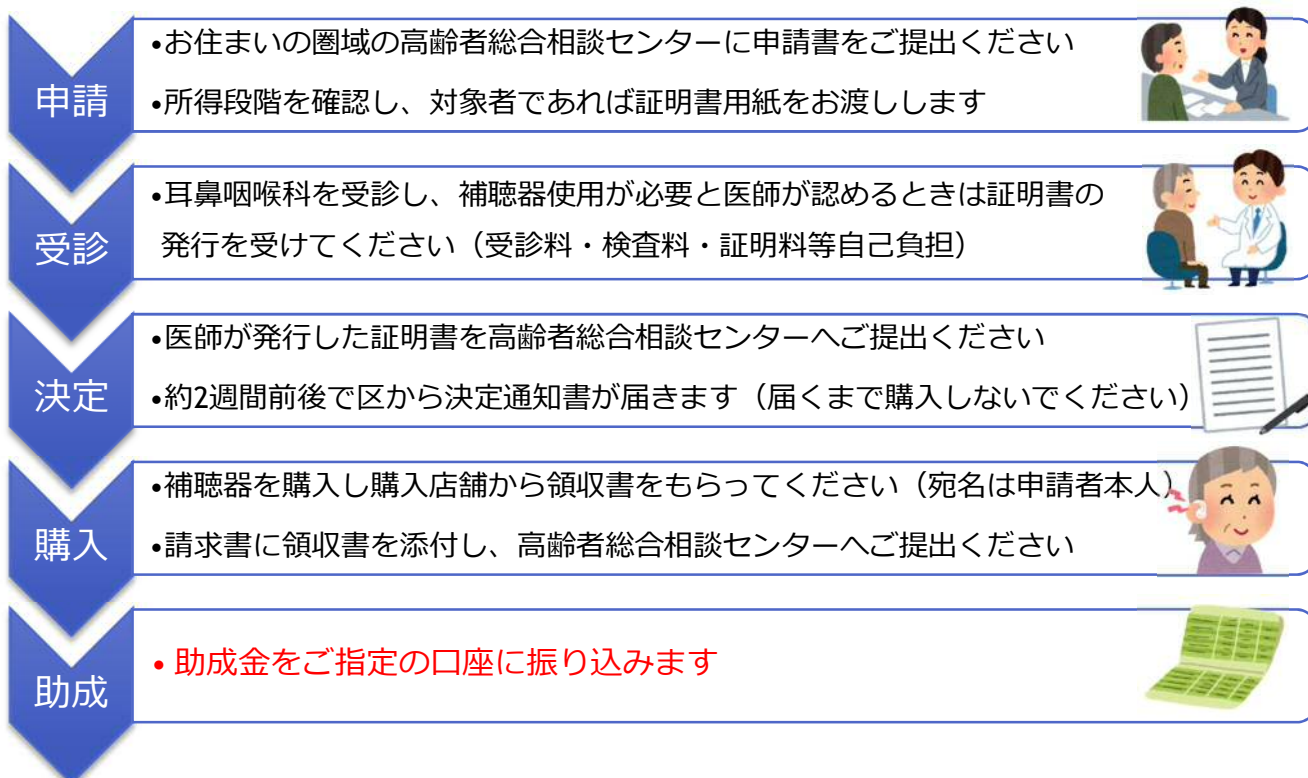 申請
•お住まいの圏域の高齢者総合相談センターに申請書をご提出ください
•所得段階を確認し、対象者であれば証明書用紙をお渡しします
受診
•耳鼻咽喉科を受診し、補聴器使用が必要と医師が認めるときは証明書の
発行を受けてください（受診料・検査料・証明料等自己負担）
決定
•医師が発行した証明書を高齢者総合相談センターへご提出ください
•約2週間前後で区から決定通知書が届きます（届くまで購入しないでください）
購入
•補聴器を購入し購入店舗から領収書をもらってください（宛名は申請者本人）
•請求書に領収書を添付し、高齢者総合相談センターへご提出ください
助成
• 助成金をご指定の口座に振り込みます